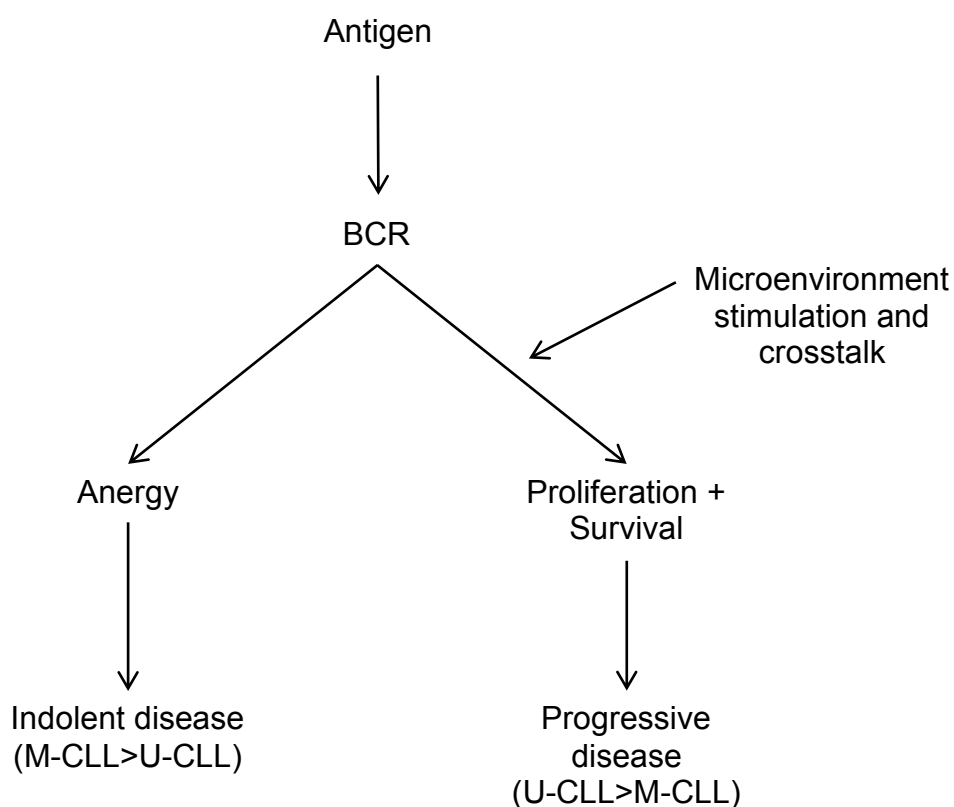 Antigen
BCR
Microenvironment
stimulation and
crosstalk
Anergy
Proliferation +
Survival
Indolent disease
(M-CLL>U-CLL)
Progressive
disease
(U-CLL>M-CLL)